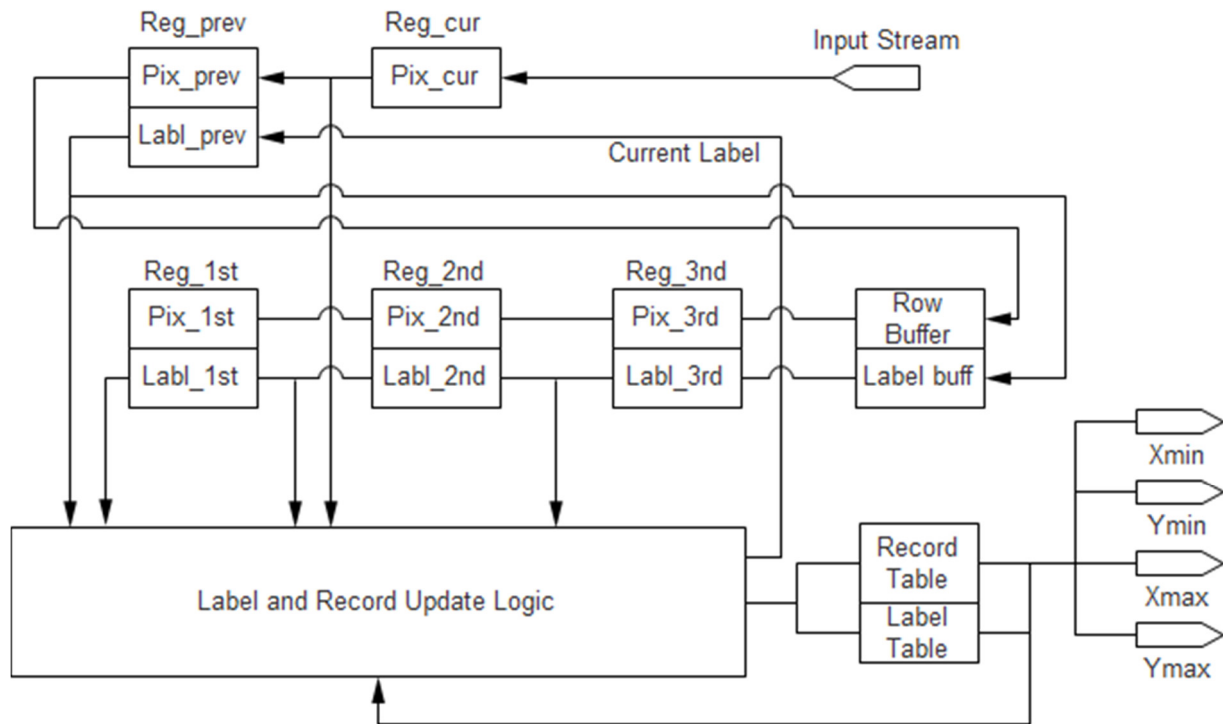 Reg_prev
Reg_cur
Input Stream
Pix_prev
Pix_cur
Labl_prev
Current Label
Reg_1st
Reg_2nd
Reg_3nd
Pix_1st
Pix_2nd
Pix_3rd
Row
Buffer
Labl_1st
Labl_2nd
Labl_3rd
Label buff
Xmin
Ymin
Record
Table
Xmax
Label and Record Update Logic
Label
Table
Ymax